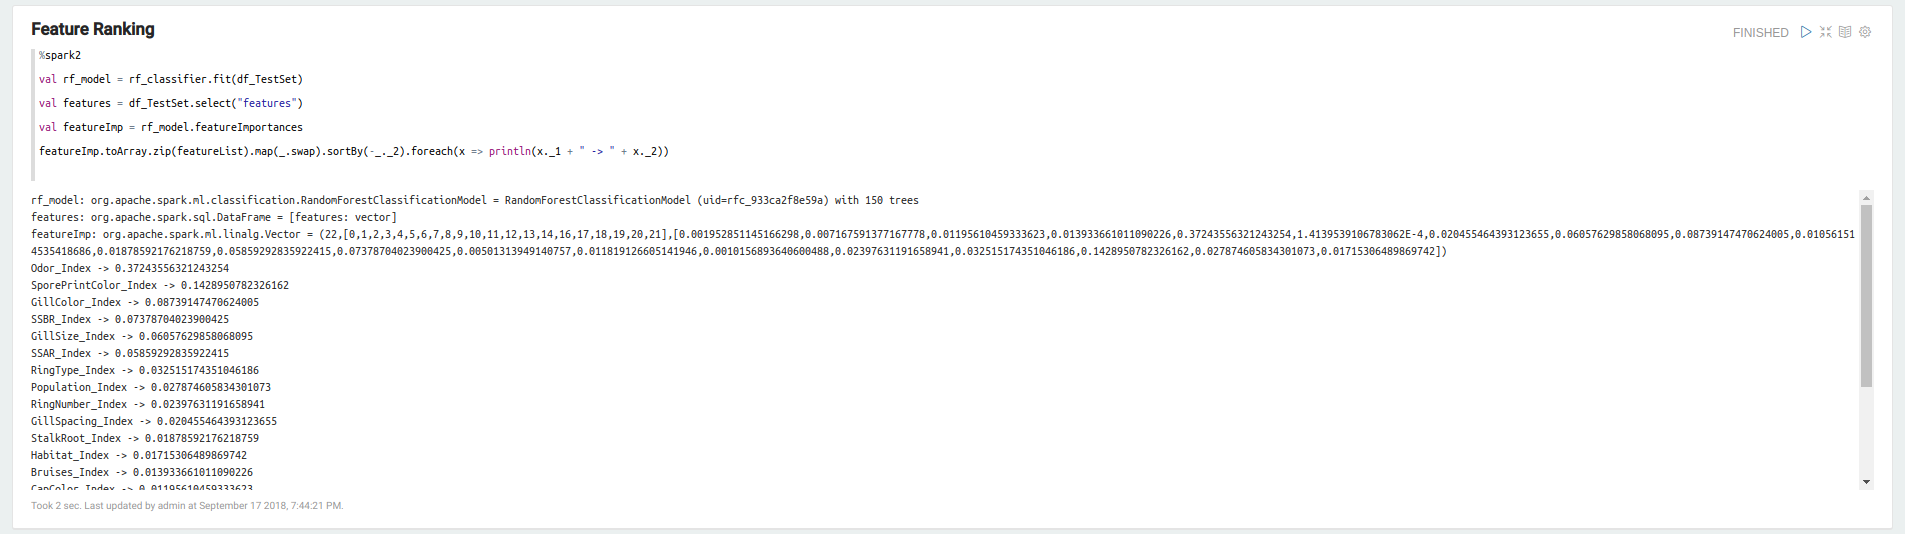 Feature Ranking
FINISHED
%spark2
val rf_model = rf_classifier.fit(df_TestSet)
val features = df_TestSet.select("features")
val featureImp = rf_model.featureImportances
featureImp.toArray.zip(featureList).map(_.swap).sortBy(-_._2).foreach(x => println(x._1 + " -> " + x._2))
rf_model: org.apache.spark.ml.classification.RandomForestClassificationModel = RandomForestClassificationModel (uid=rfc_933ca2f8e59a) with 150 trees
features: org.apache.spark.sql.DataFrame = [features: vector]
featureImp: org.apache.spark.ml.linalg.Vector = (22,[0,1,2,3,4,5,6,7,8,9,10,11,12,13,14,16,17,18,19,20,21],[0.001952851145166298,0.007167591377167778,0.01195610459333623,0.013933661011090226,0.37243556321243254,1.4139539106783062E-4,0.020455464393123655,0.06057629858068095,0.08739147470624005,0.01056151
4535418686,0.01878592176218759,0.05859292835922415,0.07378704023900425,0.00501313949140757,0.011819126605141946,0.0010156893640600488,0.02397631191658941,0.032515174351046186,0.1428950782326162,0.027874605834301073,0.01715306489869742])
Odor_Index -> 0.37243556321243254
SporePrintColor_Index -> 0.1428950782326162
GillColor_Index -> 0.08739147470624005
SSBR_Index -> 0.07378704023900425
GillSize_Index -> 0.06057629858068095
SSAR_Index -> 0.05859292835922415
RingType_Index -> 0.032515174351046186
Population_Index -> 0.027874605834301073
RingNumber_Index -> 0.02397631191658941
GillSpacing_Index -> 0.020455464393123655
StalkRoot_Index -> 0.01878592176218759
Habitat_Index -> 0.01715306489869742
Bruises_Index -> 0.013933661011090226
CapColor_Index -> 0.01195610459333623
Took 2 sec. Last updated by admin at September 17 2018, 7:44:21 PM.